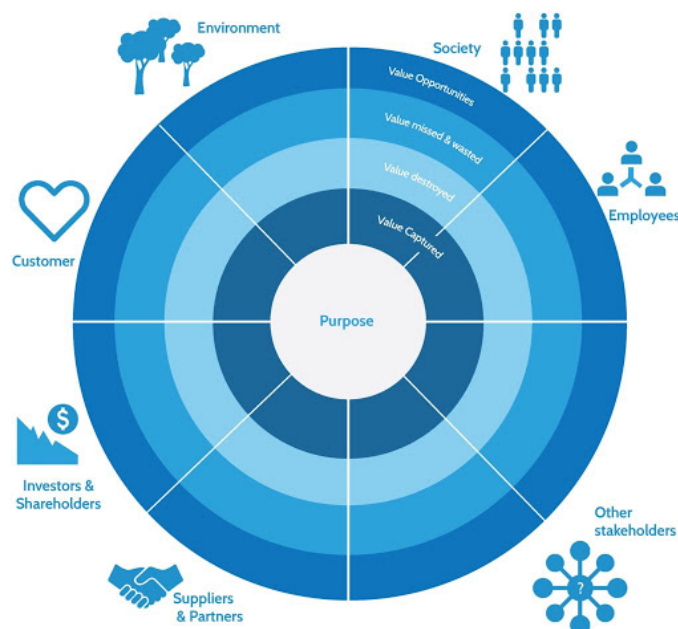 Environment
Society
Value Opportunities
Value missed & wasted
Value destroyed
Value Captured
Employees
Customer
Purpose
$
Investors &
Shareholders
Other
stakeholders
Suppliers
& Partners
?